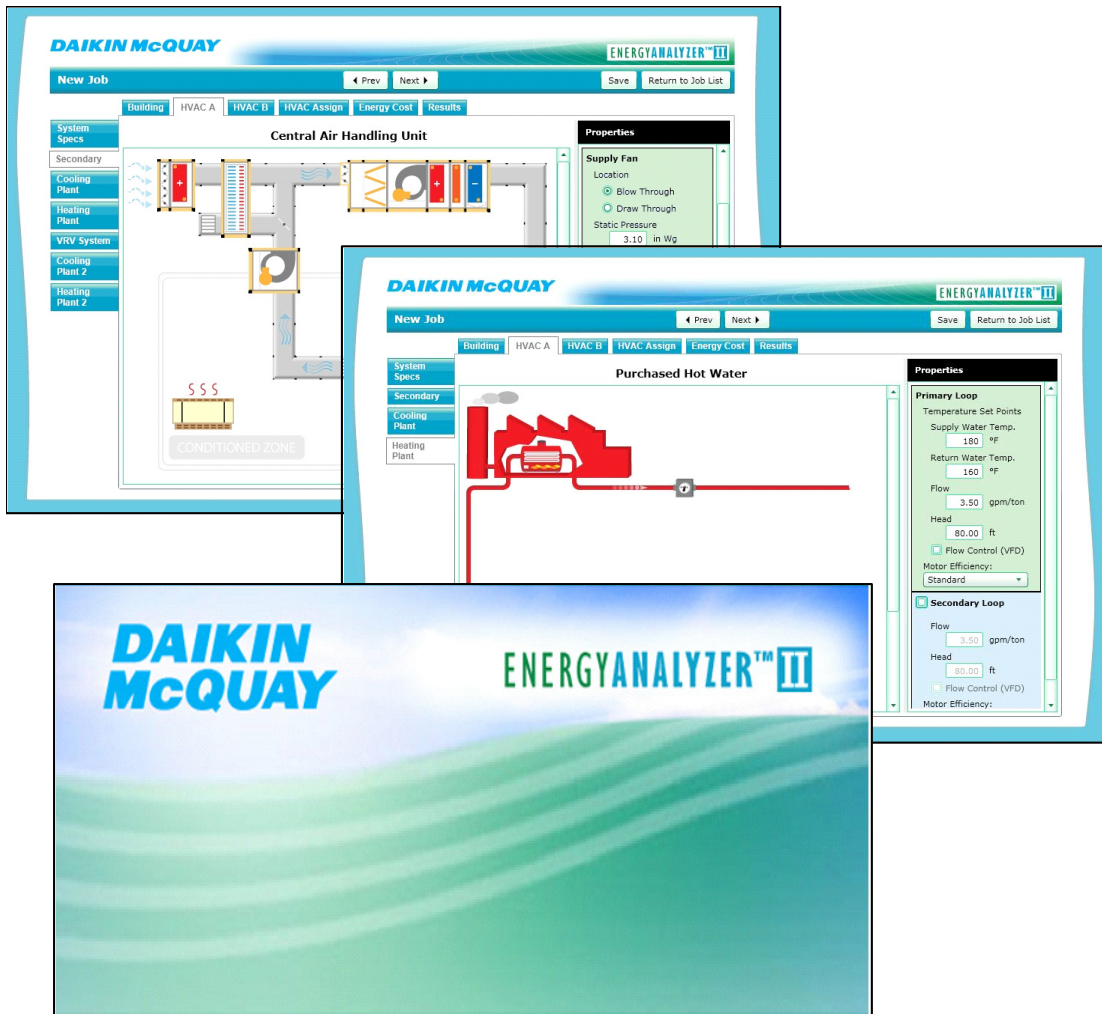 DAIKIN McQUAY
ENERGYANALYZER™ II
New Job
Prev
Next
Save
Return to Job List
Building
HVAC A
HVAC B
HVAC Assign
Energy Cost
Results
System
Specs
Secondary
Cooling
Plant
Heating
Plant
VRV System
Cooling
Plant 2
Heating
Plant 2
Central Air Handling Unit
CONDITIONED ZONE
Properties
Supply Fan
Location
Blow Through
Draw Through
Static Pressure
3.10 in Wg
DAIKIN McQUAY
ENERGYANALYZER™ II
New Job
Prev
Next
Save
Return to Job List
Building
HVAC A
HVAC B
HVAC Assign
Energy Cost
Results
System
Specs
Secondary
Cooling
Plant
Heating
Plant
Purchased Hot Water
Properties
Primary Loop
Temperature Set Points
Supply Water Temp.
180 °F
Return Water Temp.
160 °F
Flow
3.50 gpm/ton
Head
80.00 ft
Flow Control (VFD)
Motor Efficiency:
Standard
Secondary Loop
Flow
3.50 gpm/ton
Head
80.00 ft
Flow Control (VFD)
Motor Efficiency:
DAIKIN
McQUAY
ENERGYANALYZER™ II